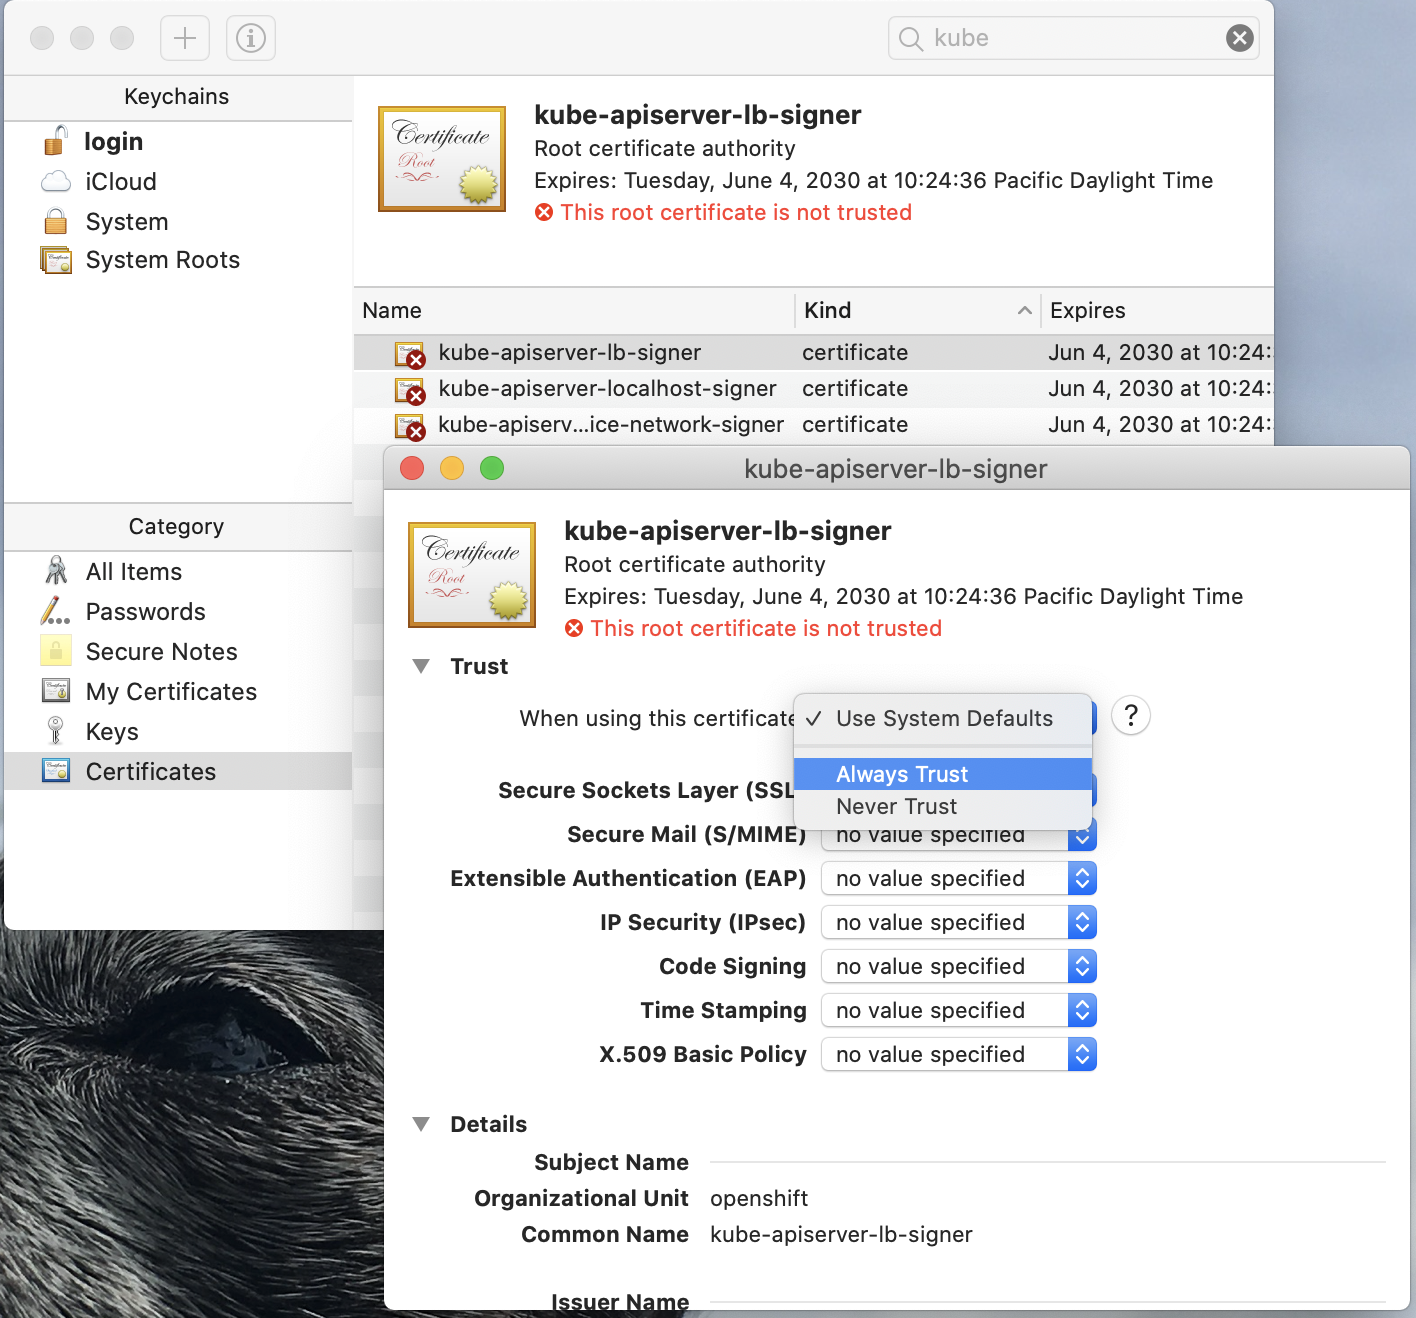 kube
Keychains
login
iCloud
System
System Roots
Certificate
Root
kube-apiserver-lb-signer
Root certificate authority
Expires: Tuesday, June 4, 2030 at 10:24:36 Pacific Daylight Time
This root certificate is not trusted
Name Kind Expires
kube-apiserver-lb-signer certificate Jun 4, 2030 at 10:24:
kube-apiserver-localhost-signer certificate Jun 4, 2030 at 10:24:
kube-apiserv...ice-network-signer certificate Jun 4, 2030 at 10:24:
Category
All Items
Passwords
Secure Notes
My Certificates
Keys
Certificates
kube-apiserver-lb-signer
Certificate
Root
kube-apiserver-lb-signer
Root certificate authority
Expires: Tuesday, June 4, 2030 at 10:24:36 Pacific Daylight Time
This root certificate is not trusted
Trust
When using this certificate ✓ Use System Defaults ?
Always Trust
Never Trust
Secure Sockets Layer (SSL
Secure Mail (S/MIME) no value specified
Extensible Authentication (EAP) no value specified
IP Security (IPsec) no value specified
Code Signing no value specified
Time Stamping no value specified
X.509 Basic Policy no value specified
Details
Subject Name
Organizational Unit openshift
Common Name kube-apiserver-lb-signer
Issuer Name